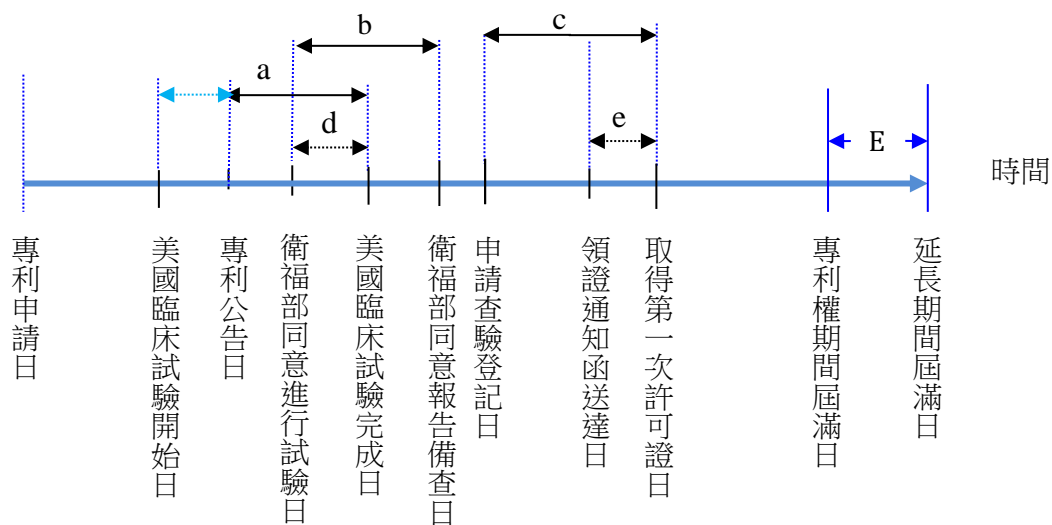 b
c
a
d
e
E
時間
專利申請日
美國臨床試驗開始日
專利公告日
衛福部同意進行試驗日
美國臨床試驗完成日
衛福部同意報告備查日
申請查驗登記日
領證通知函送達日
取得第一次許可證日
專利權期間屆滿日
延長期間屆滿日